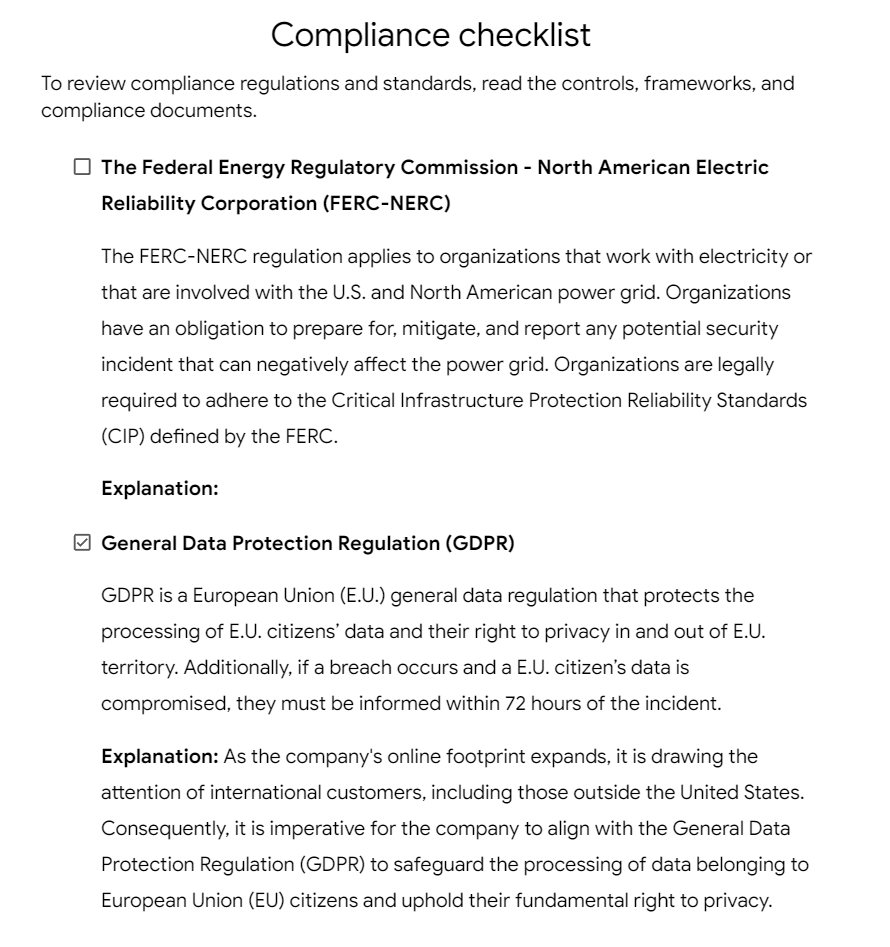 Compliance checklist
To review compliance regulations and standards, read the controls, frameworks, and
compliance documents.
The Federal Energy Regulatory Commission - North American Electric
Reliability Corporation (FERC-NERC)
The FERC-NERC regulation applies to organizations that work with electricity or
that are involved with the U.S. and North American power grid. Organizations
have an obligation to prepare for, mitigate, and report any potential security
incident that can negatively affect the power grid. Organizations are legally
required to adhere to the Critical Infrastructure Protection Reliability Standards
(CIP) defined by the FERC.
Explanation:
General Data Protection Regulation (GDPR)
GDPR is a European Union (E.U.) general data regulation that protects the
processing of E.U. citizens’ data and their right to privacy in and out of E.U.
territory. Additionally, if a breach occurs and a E.U. citizen’s data is
compromised, they must be informed within 72 hours of the incident.
Explanation: As the company's online footprint expands, it is drawing the
attention of international customers, including those outside the United States.
Consequently, it is imperative for the company to align with the General Data
Protection Regulation (GDPR) to safeguard the processing of data belonging to
European Union (EU) citizens and uphold their fundamental right to privacy.